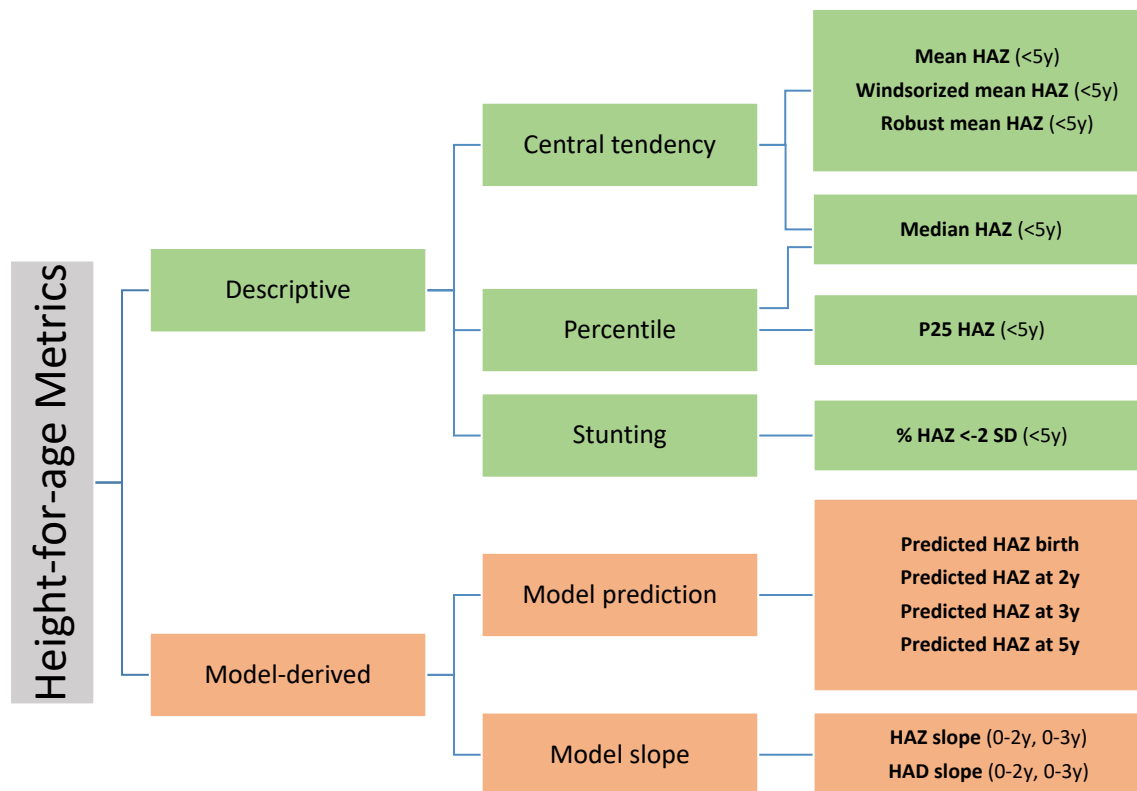 Height-for-age Metrics
Descriptive
Central tendency
Mean HAZ (<5y)
Windsorized mean HAZ (<5y)
Robust mean HAZ (<5y)
Median HAZ (<5y)
Percentile
P25 HAZ (<5y)
Stunting
% HAZ <-2 SD (<5y)
Model-derived
Model prediction
Predicted HAZ birth
Predicted HAZ at 2y
Predicted HAZ at 3y
Predicted HAZ at 5y
Model slope
HAZ slope (0-2y, 0-3y)
HAD slope (0-2y, 0-3y)